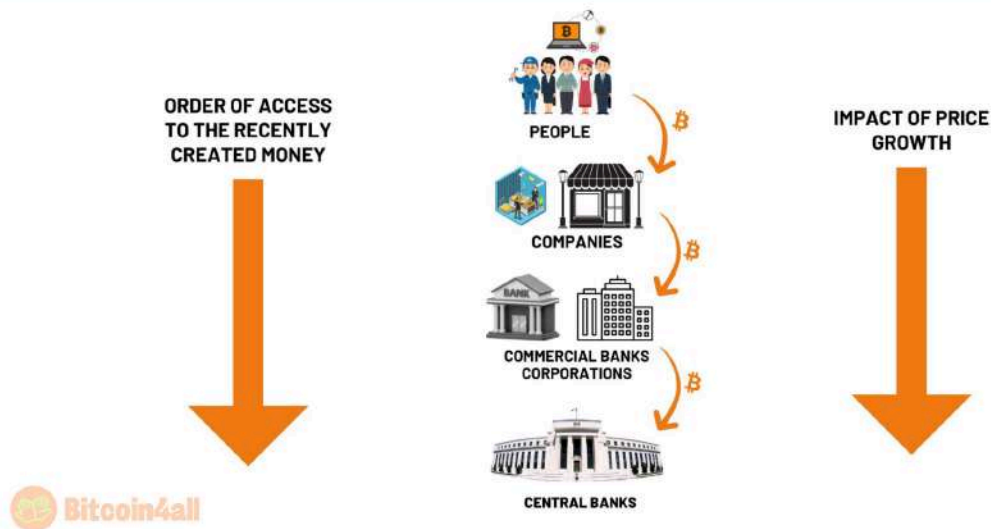 ORDER OF ACCESS
TO THE RECENTLY
CREATED MONEY
PEOPLE
IMPACT OF PRICE
GROWTH
COMPANIES
BANK
COMMERCIAL BANKS
CORPORATIONS
CENTRAL BANKS
Bitcoin4all